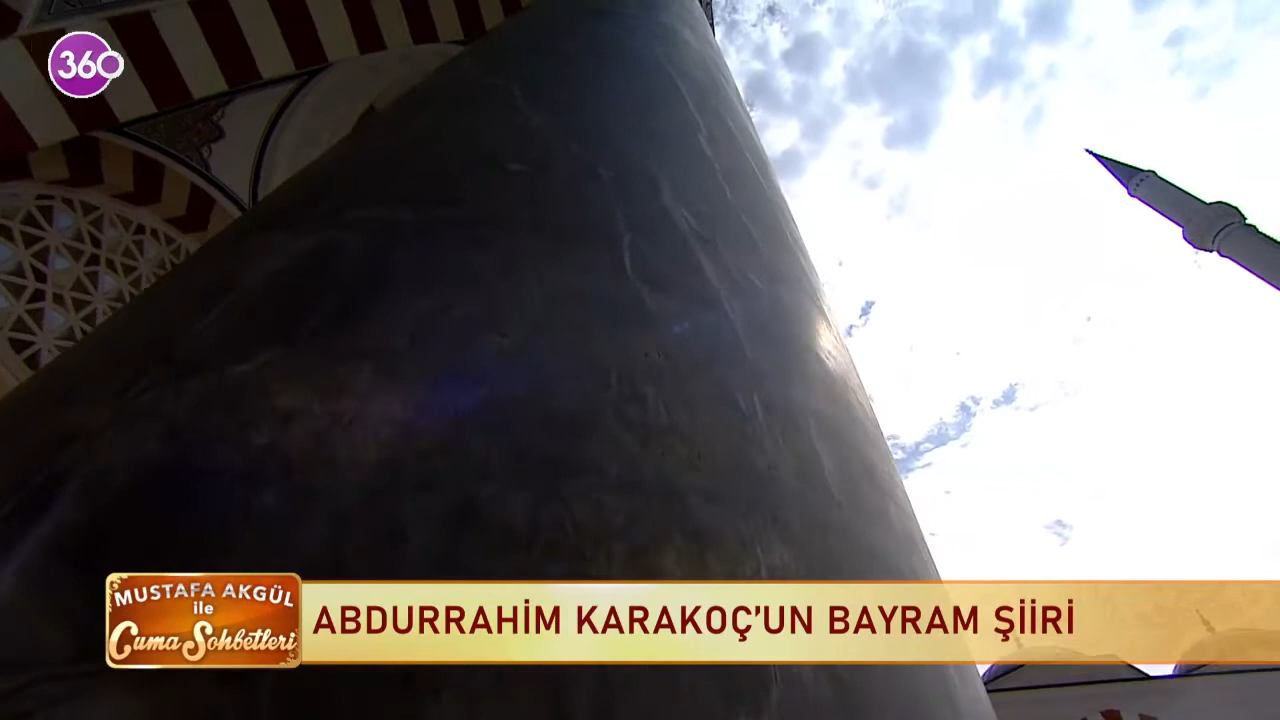 360
MUSTAFA AKGÜL
ile
Cuma Sohbetleri
ABDURRAHİM KARAKOÇ'UN BAYRAM ŞİİRİ